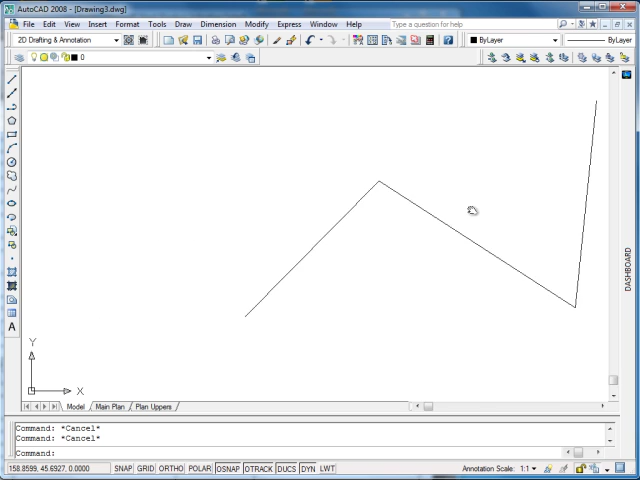 AutoCAD 2008 - [Drawing3.dwg]
File Edit View Insert Format Tools Draw Dimension Modify Express Window Help Type a question for help
2D Drafting & Annotation ByLayer ByLayer
0
A
DASHBOARD
Y
X
Model Main Plan Plan Uppers
Command: *Cancel*
Command: *Cancel*
Command:
158.8599, 45.6927, 0.0000 SNAP GRID ORTHO POLAR OSNAP OTRACK DUCS DYN LWT Annotation Scale: 1:1